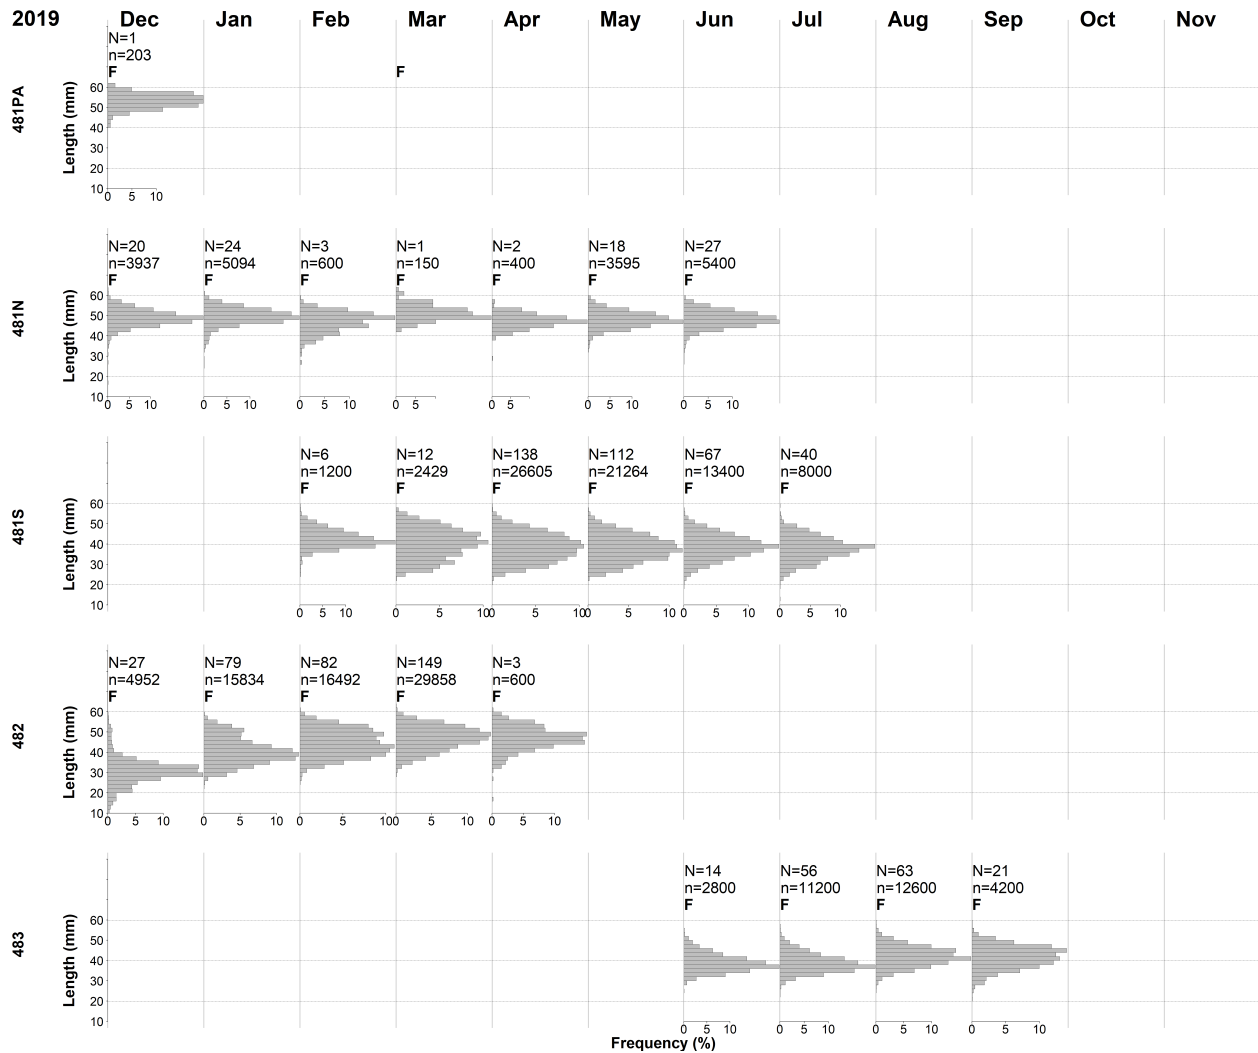 2019 Dec Jan Feb Mar Apr May Jun Jul Aug Sep Oct Nov
N=1
n=203
F F
481PA
Length (mm)
60
50
40
30
20
10
0 5 10
N=20 N=24 N=3 N=1 N=2 N=18 N=27
n=3937 n=5094 n=600 n=150 n=400 n=3595 n=5400
F F F F F F F
481N
Length (mm)
60
50
40
30
20
10
0 5 10 0 5 10 0 5 10 0 5 0 5 0 5 10 0 5 10
N=6 N=12 N=138 N=112 N=67 N=40
n=1200 n=2429 n=26605 n=21264 n=13400 n=8000
F F F F F F
481S
Length (mm)
60
50
40
30
20
10
0 5 10 0 5 10 0 5 10 0 5 10 0 5 10 0 5 10
N=27 N=79 N=82 N=149 N=3
n=4952 n=15834 n=16492 n=29858 n=600
F F F F F
482
Length (mm)
60
50
40
30
20
10
0 5 10 0 5 10 0 5 10 0 5 10 0 5 10
N=14 N=56 N=63 N=21
n=2800 n=11200 n=12600 n=4200
F F F F
483
Length (mm)
60
50
40
30
20
10
0 5 10 0 5 10 0 5 10 0 5 10
Frequency (%)